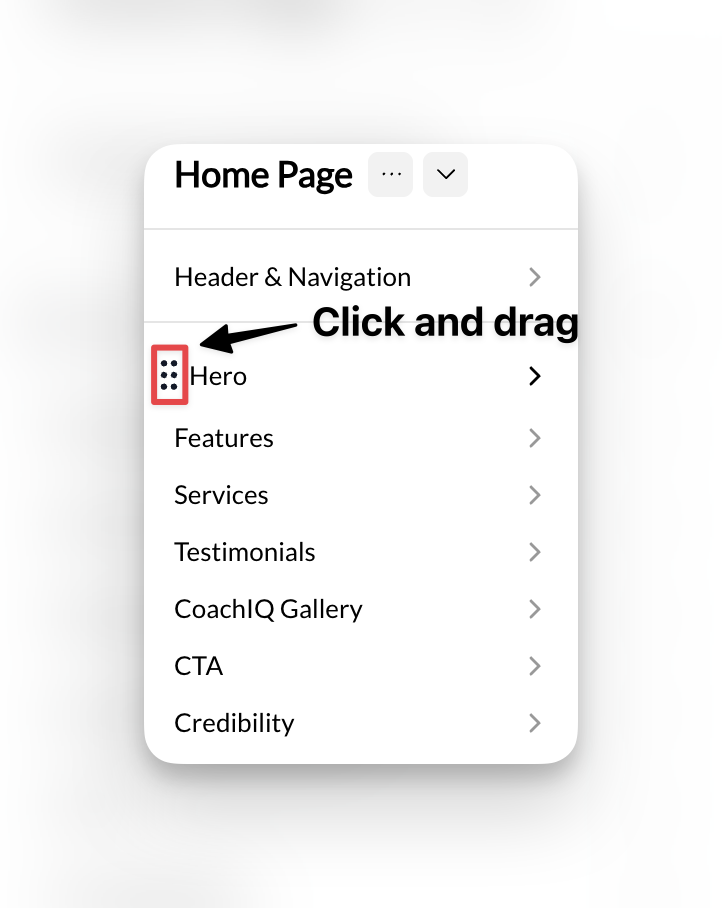 Home Page
Header & Navigation
Click and drag
Hero
Features
Services
Testimonials
CoachIQ Gallery
CTA
Credibility